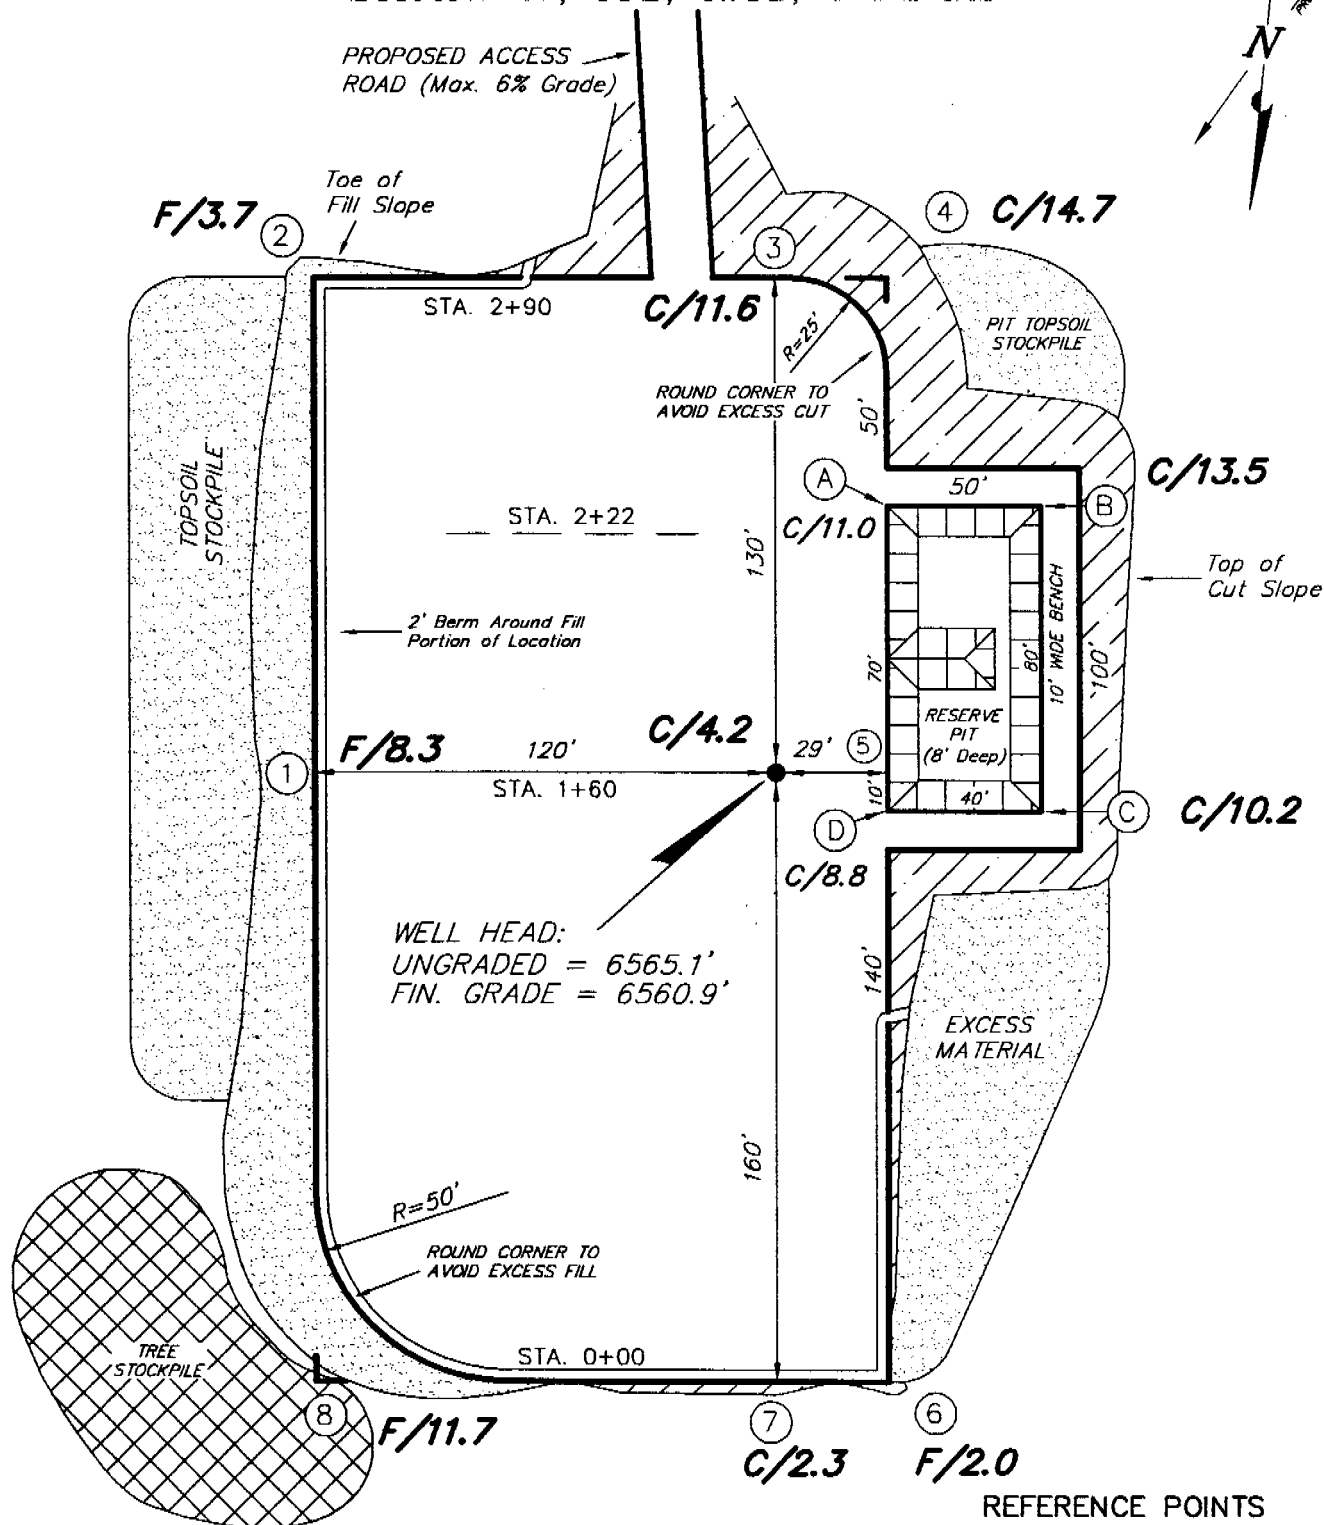 PROPOSED ACCESS
ROAD (Max. 6% Grade)
N
Toe of
Fill Slope
F/3.7
2
3
4
C/14.7
STA. 2+90
C/11.6
R=25'
PIT TOPSOIL
STOCKPILE
ROUND CORNER TO
AVOID EXCESS CUT
50'
TOPSOIL
STOCKPILE
A
50'
C/13.5
B
STA. 2+22
C/11.0
130'
Top of
Cut Slope
2' Berm Around Fill
Portion of Location
70'
80'
10' WIDE BENCH
100'
RESERVE
PIT
(8' Deep)
1
F/8.3
120'
C/4.2
29'
5
STA. 1+60
10'
40'
D
C
C/10.2
C/8.8
WELL HEAD:
UNGRADED = 6565.1'
FIN. GRADE = 6560.9'
140'
EXCESS
MATERIAL
160'
R=50'
ROUND CORNER TO
AVOID EXCESS FILL
TREE
STOCKPILE
STA. 0+00
8
F/11.7
7
C/2.3
6
F/2.0
REFERENCE POINTS